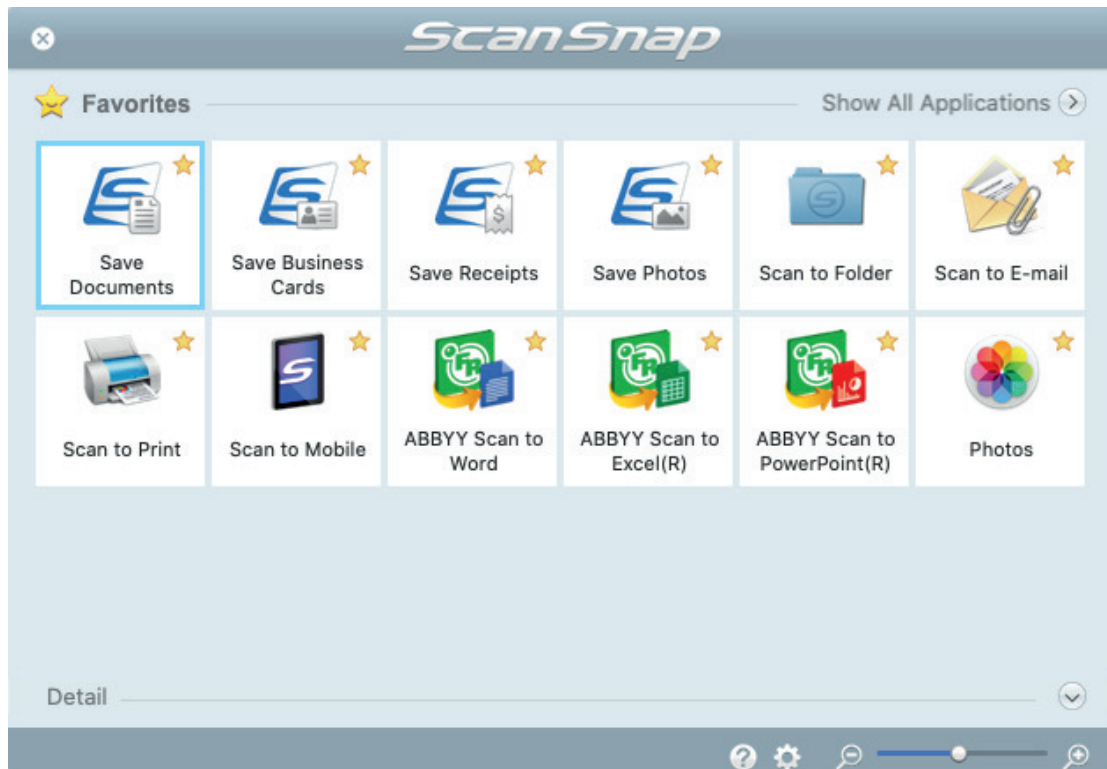 ScanSnap
Favorites
Show All Applications
Save
Documents
Save Business
Cards
Save Receipts
Save Photos
Scan to Folder
Scan to E-mail
Scan to Print
Scan to Mobile
ABBYY Scan to
Word
ABBYY Scan to
Excel(R)
ABBYY Scan to
PowerPoint(R)
Photos
Detail